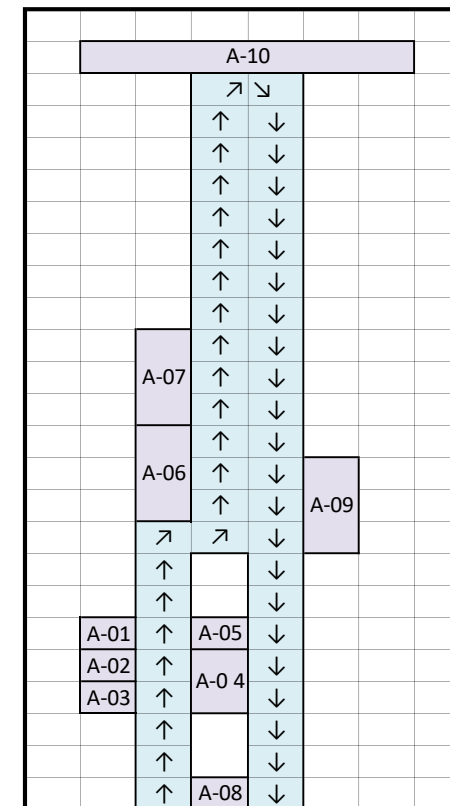 A-10
↗ ↘
↑ ↓
↑ ↓
↑ ↓
↑ ↓
↑ ↓
↑ ↓
↑ ↓
↑ ↓
A-07 ↑ ↓
↑ ↓
↑ ↓
A-06 ↑ ↓
↑ ↓ A-09
↗ ↗ ↓
↑ ↓
↑ ↓
A-01 ↑ A-05 ↓
A-02 ↑ ↓
A-0 4
A-03 ↑ ↓
↑ ↓
↑ ↓
↑ A-08 ↓